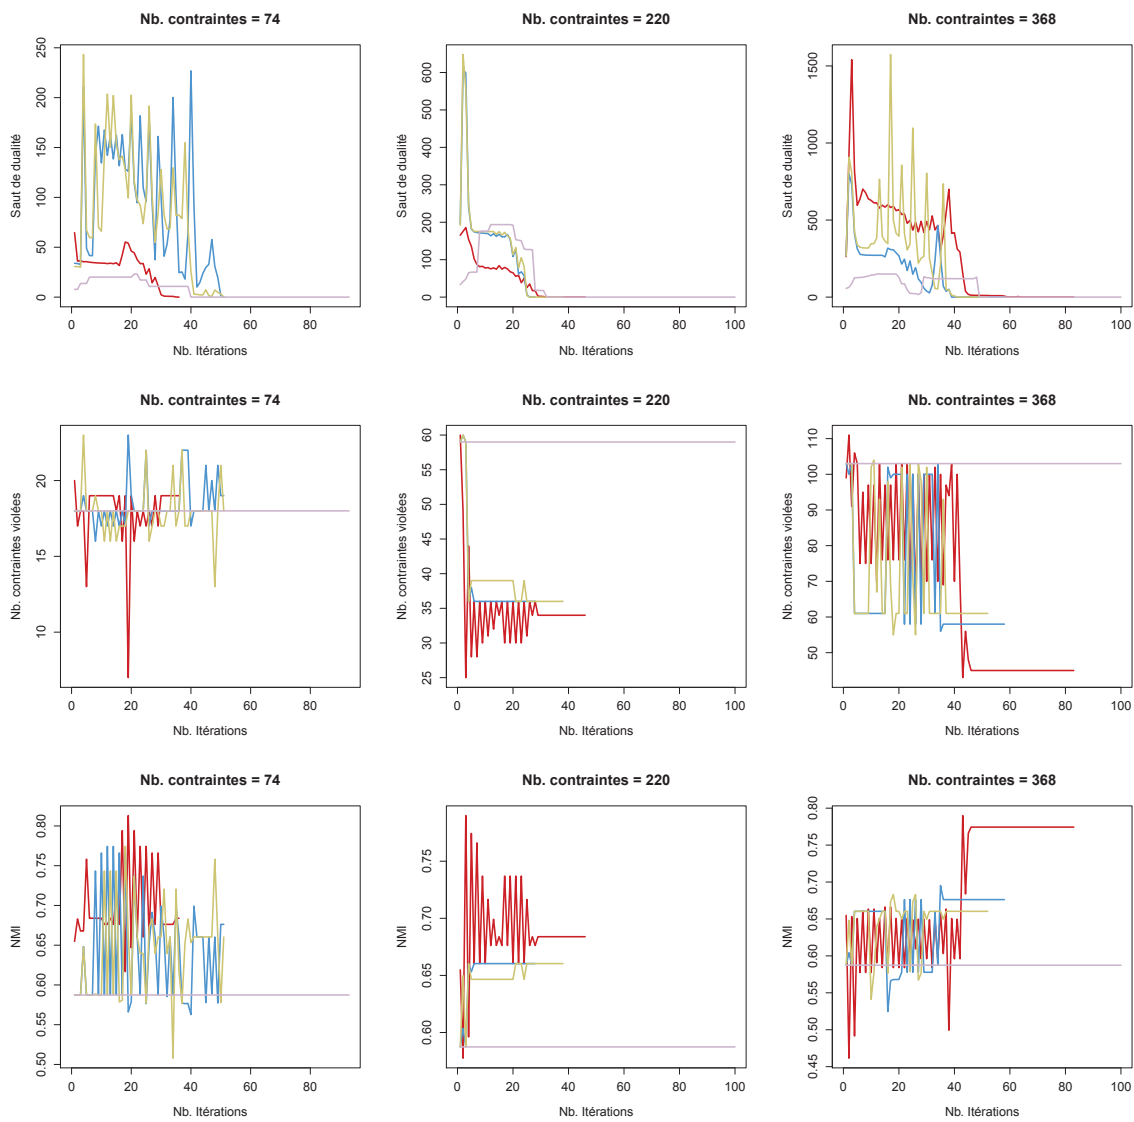 Nb. contraintes = 74
Saut de dualité
0 50 100 150 200 250
0 20 40 60 80
Nb. Itérations
Nb. contraintes = 220
Saut de dualité
0 100 200 300 400 500 600
0 20 40 60 80 100
Nb. Itérations
Nb. contraintes = 368
Saut de dualité
0 500 1000 1500
0 20 40 60 80 100
Nb. Itérations
Nb. contraintes = 74
Nb. contraintes violées
10 15 20
0 20 40 60 80
Nb. Itérations
Nb. contraintes = 220
Nb. contraintes violées
25 30 35 40 45 50 55 60
0 20 40 60 80 100
Nb. Itérations
Nb. contraintes = 368
Nb. contraintes violées
50 60 70 80 90 100 110
0 20 40 60 80 100
Nb. Itérations
Nb. contraintes = 74
NMI
0.50 0.55 0.60 0.65 0.70 0.75 0.80
0 20 40 60 80
Nb. Itérations
Nb. contraintes = 220
NMI
0.60 0.65 0.70 0.75
0 20 40 60 80 100
Nb. Itérations
Nb. contraintes = 368
NMI
0.45 0.50 0.55 0.60 0.65 0.70 0.75 0.80
0 20 40 60 80 100
Nb. Itérations